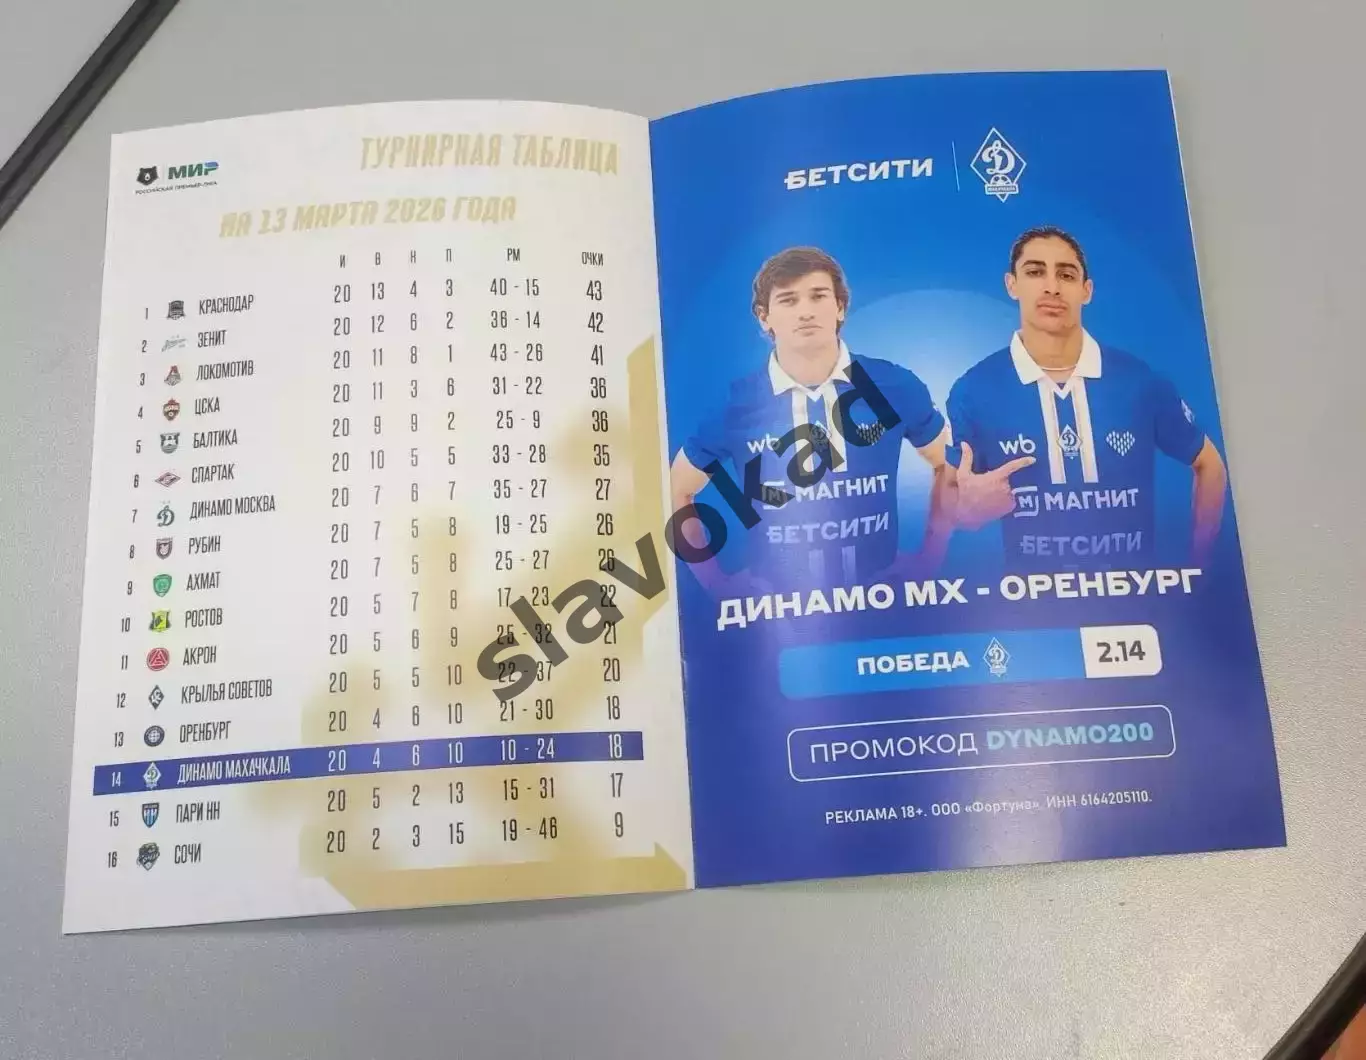 МИР
РОССИЙСКАЯ ПРЕМЬЕР-ЛИГА
ТУРНИРНАЯ ТАБЛИЦА
НА 13 МАРТА 2026 ГОДА
И В Н П РМ ОЧКИ
1 КРАСНОДАР 20 13 4 3 40 - 15 43
2 ЗЕНИТ 20 12 6 2 36 - 14 42
3 ЛОКОМОТИВ 20 11 8 1 43 - 26 41
4 ЦСКА 20 11 3 6 31 - 22 36
5 БАЛТИКА 20 9 9 2 25 - 9 36
6 СПАРТАК 20 10 5 5 33 - 28 35
7 ДИНАМО МОСКВА 20 7 6 7 35 - 27 27
8 РУБИН 20 7 5 8 19 - 25 26
9 АХМАТ 20 7 5 8 25 - 27 26
10 РОСТОВ 20 5 7 8 17 - 23 22
11 АКРОН 20 5 6 9 25 - 32 21
12 КРЫЛЬЯ СОВЕТОВ 20 5 5 10 22 - 37 20
13 ОРЕНБУРГ 20 4 6 10 21 - 30 18
14 ДИНАМО МАХАЧКАЛА 20 4 6 10 10 - 24 18
15 ПАРИ НН 20 5 2 13 15 - 31 17
16 СОЧИ 20 2 3 15 19 - 46 9
БЕТСИТИ
wb
МАГНИТ
БЕТСИТИ
wb
МАГНИТ
БЕТСИТИ
ДИНАМО МХ - ОРЕНБУРГ
ПОБЕДА 2.14
ПРОМОКОД DYNAMO200
РЕКЛАМА 18+. ООО «Фортуна». ИНН 6164205110.
slavokad